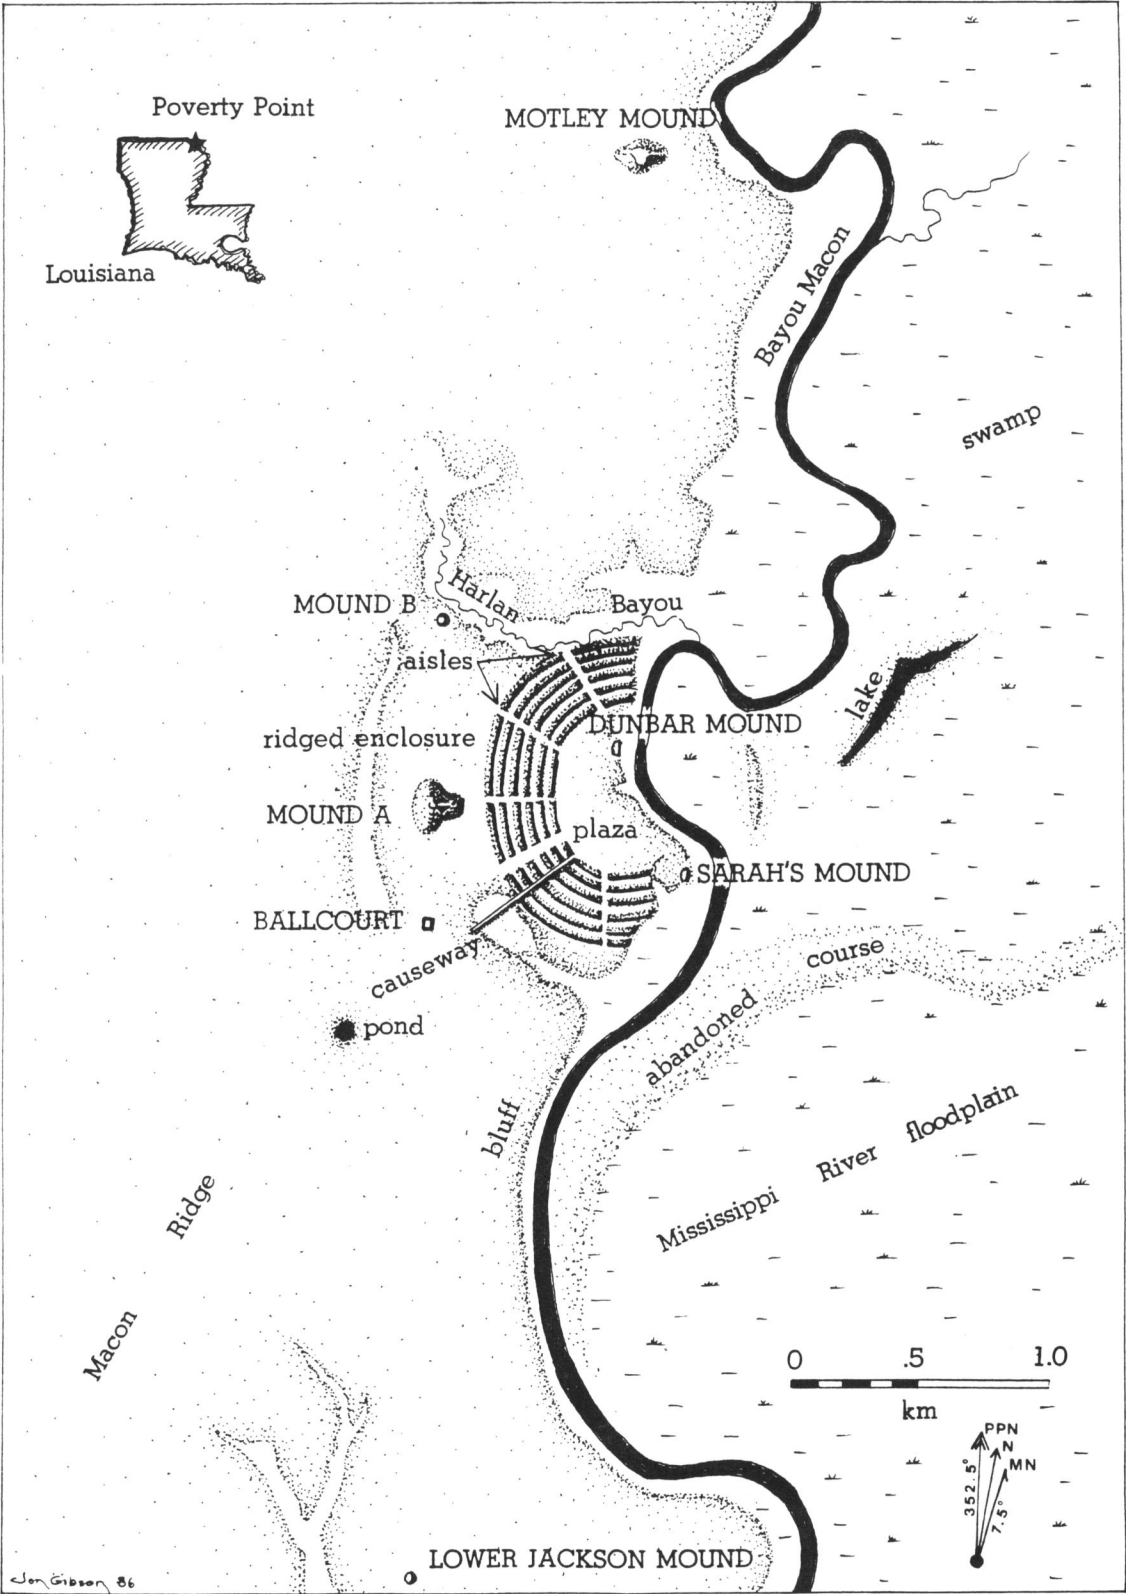 Poverty Point
Louisiana
MOTLEY MOUND
Bayou Macon
swamp
Harlan Bayou
MOUND B
aisles
ridged enclosure
DUNBAR MOUND
lake
MOUND A
plaza
SARAH'S MOUND
BALLCOURT
causeway
abandoned course
pond
bluff
Mississippi River floodplain
Macon Ridge
0 .5 1.0
km
PPN
N
MN
352.5°
7.5°
LOWER JACKSON MOUND
Jon Gibson 86